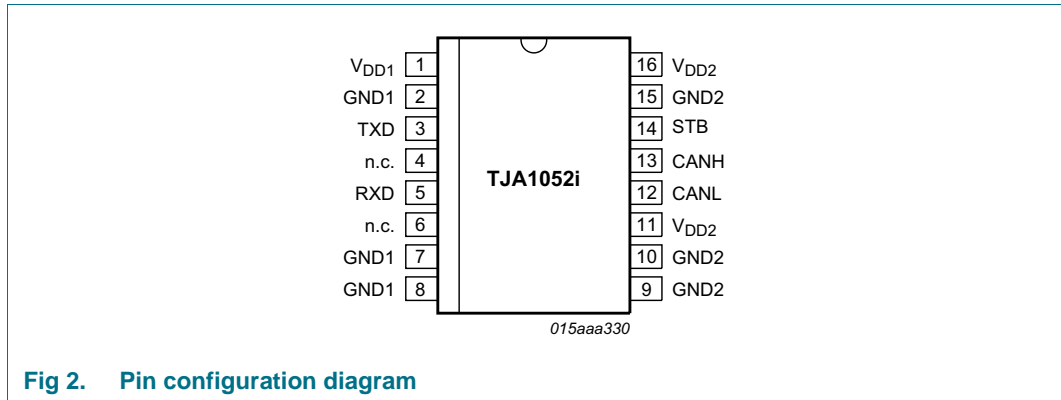 VDD1 1 16 VDD2
GND1 2 15 GND2
TXD 3 14 STB
n.c. 4 13 CANH
TJA1052i
RXD 5 12 CANL
n.c. 6 11 VDD2
GND1 7 10 GND2
GND1 8 9 GND2
015aaa330
Fig 2. Pin configuration diagram